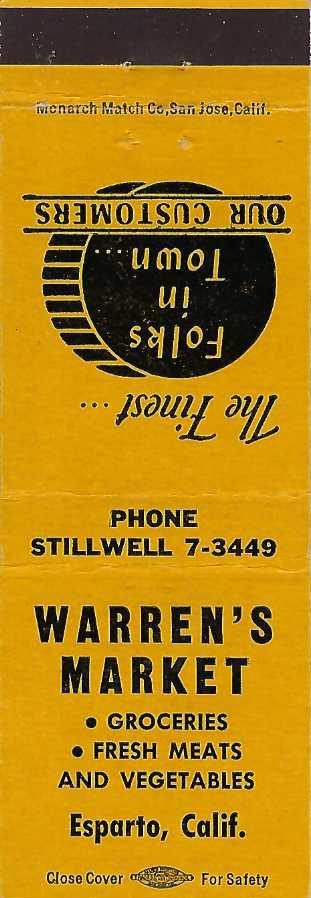 Monarch Match Co, San Jose, Calif.
The Finest...
Folks
in
Town...
OUR CUSTOMERS
PHONE
STILLWELL 7-3449
WARREN'S
MARKET
• GROCERIES
• FRESH MEATS
AND VEGETABLES
Esparto, Calif.
Close Cover For Safety